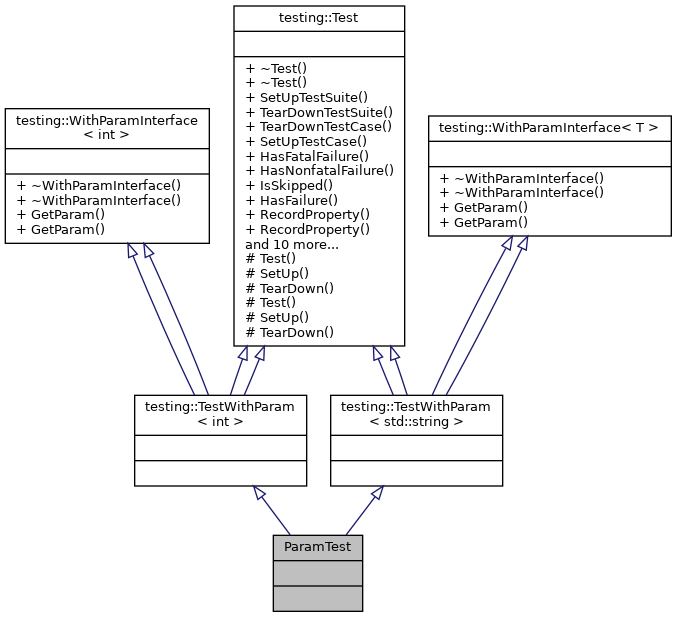 testing::Test
+ ~Test()
+ ~Test()
+ SetUpTestSuite()
+ TearDownTestSuite()
+ TearDownTestCase()
+ SetUpTestCase()
+ HasFatalFailure()
+ HasNonfatalFailure()
+ IsSkipped()
+ HasFailure()
+ RecordProperty()
+ RecordProperty()
and 10 more...
# Test()
# SetUp()
# TearDown()
# Test()
# SetUp()
# TearDown()
testing::WithParamInterface
< int >
+ ~WithParamInterface()
+ ~WithParamInterface()
+ GetParam()
+ GetParam()
testing::WithParamInterface< T >
+ ~WithParamInterface()
+ ~WithParamInterface()
+ GetParam()
+ GetParam()
testing::TestWithParam
< int >
testing::TestWithParam
< std::string >
ParamTest